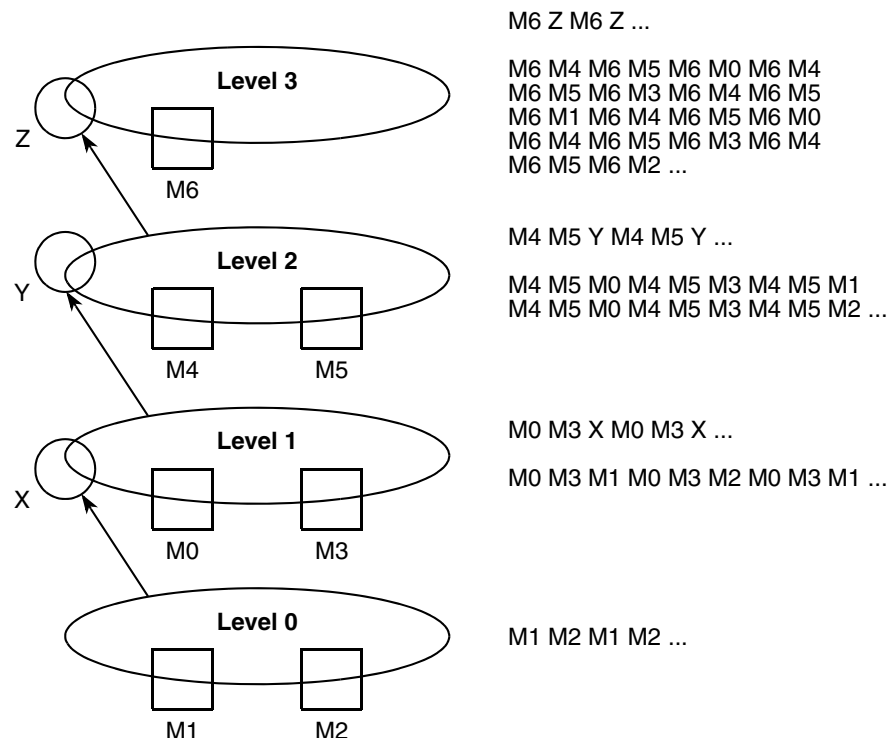 M6 Z M6 Z ...
Level 3
M6 M4 M6 M5 M6 M0 M6 M4
M6 M5 M6 M3 M6 M4 M6 M5
M6 M1 M6 M4 M6 M5 M6 M0
M6 M4 M6 M5 M6 M3 M6 M4
M6 M5 M6 M2 ...
Z
M6
M4 M5 Y M4 M5 Y ...
Level 2
M4 M5 M0 M4 M5 M3 M4 M5 M1
M4 M5 M0 M4 M5 M3 M4 M5 M2 ...
Y
M4
M5
M0 M3 X M0 M3 X ...
Level 1
M0 M3 M1 M0 M3 M2 M0 M3 M1 ...
X
M0
M3
Level 0
M1 M2 M1 M2 ...
M1
M2